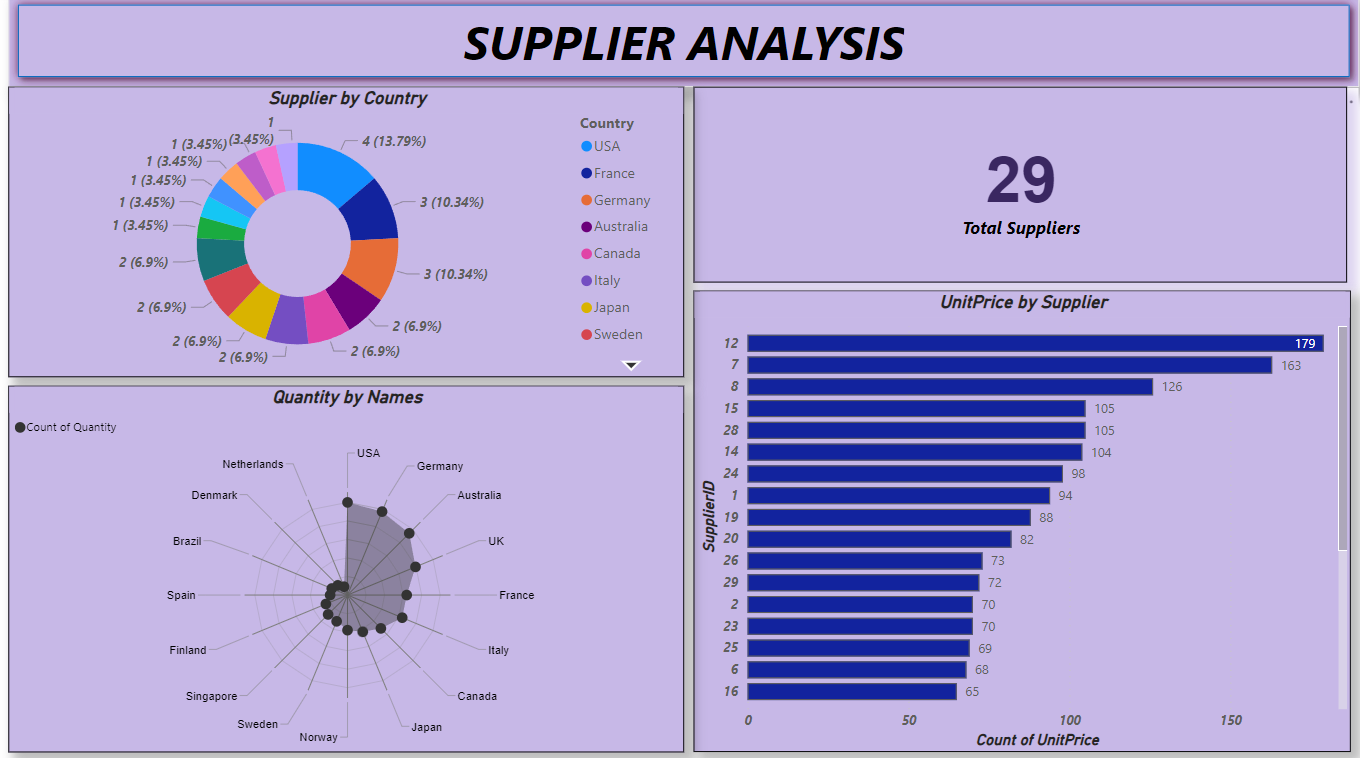 SUPPLIER ANALYSIS
Supplier by Country
1
1 (3.45%)
(3.45%)
4 (13.79%)
1 (3.45%)
1 (3.45%)
1 (3.45%)
3 (10.34%)
1 (3.45%)
2 (6.9%)
3 (10.34%)
2 (6.9%)
2 (6.9%)
2 (6.9%)
2 (6.9%)
2 (6.9%)
Country
USA
France
Germany
Australia
Canada
Italy
Japan
Sweden
29
Total Suppliers
Quantity by Names
Count of Quantity
USA
Germany
Australia
UK
France
Italy
Canada
Japan
Norway
Sweden
Singapore
Finland
Spain
Brazil
Denmark
Netherlands
UnitPrice by Supplier
SupplierID
12 179
7 163
8 126
15 105
28 105
14 104
24 98
1 94
19 88
20 82
26 73
29 72
2 70
23 70
25 69
6 68
16 65
0 50 100 150
Count of UnitPrice